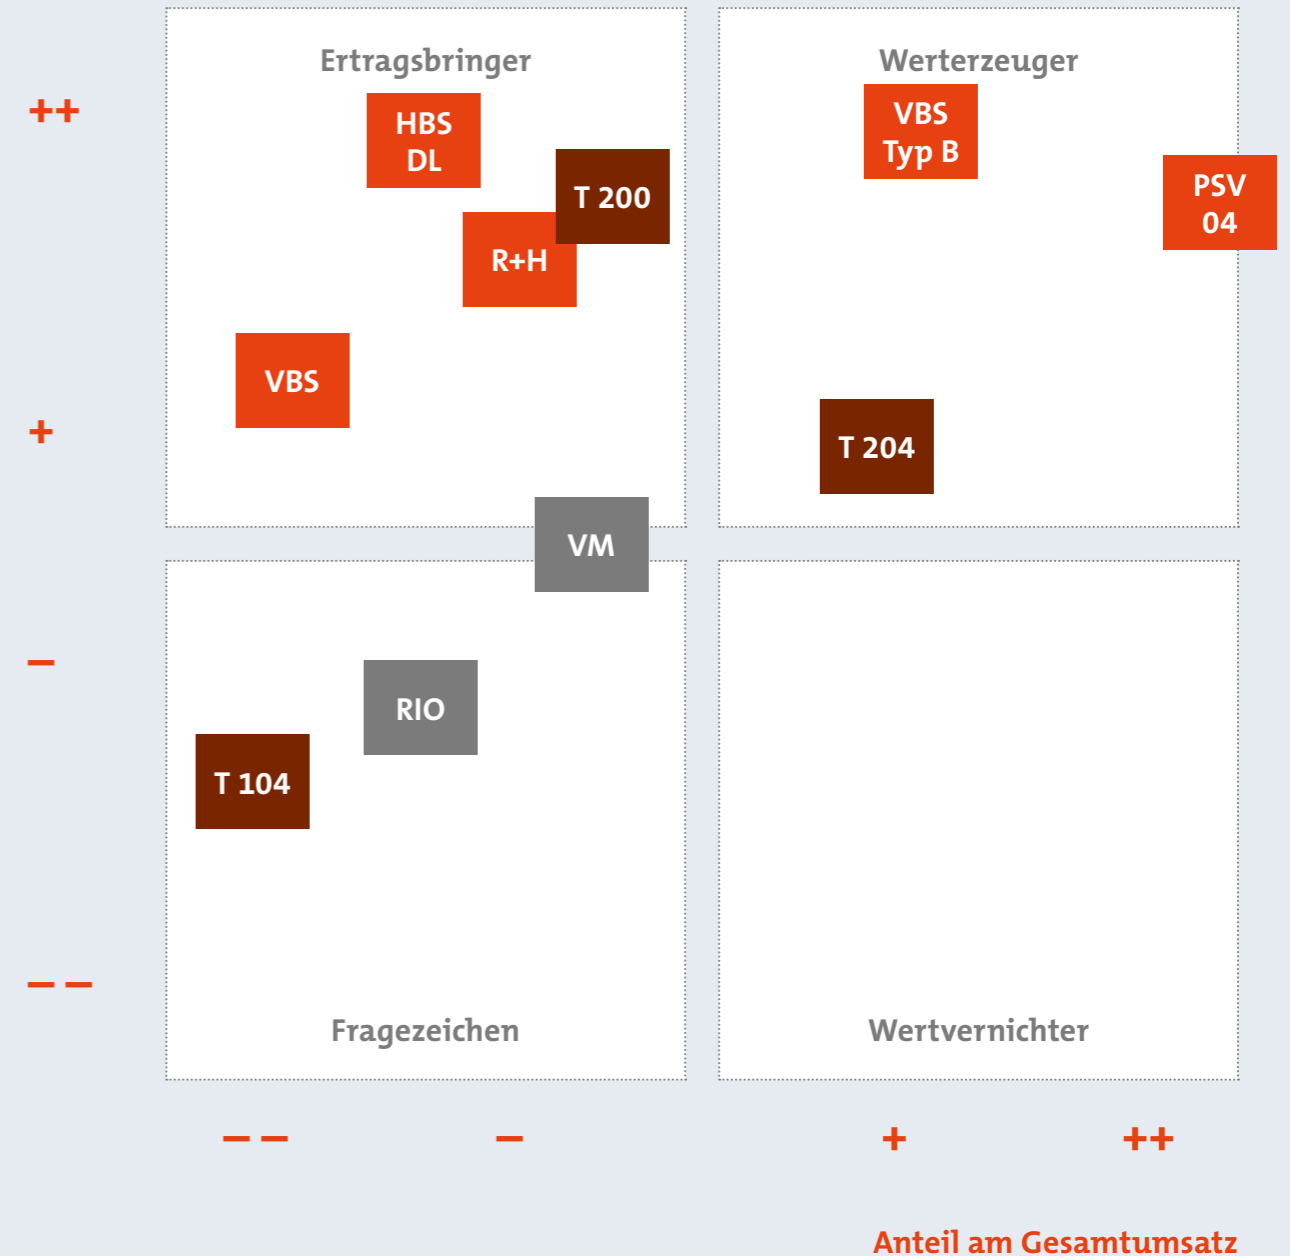 Ertragsbringer
Werterzeuger
++
HBS
DL
VBS
Typ B
T 200
PSV
04
R+H
VBS
+
T 204
VM
–
RIO
T 104
– –
Fragezeichen
Wertvernichter
– –
–
+
++
Anteil am Gesamtumsatz